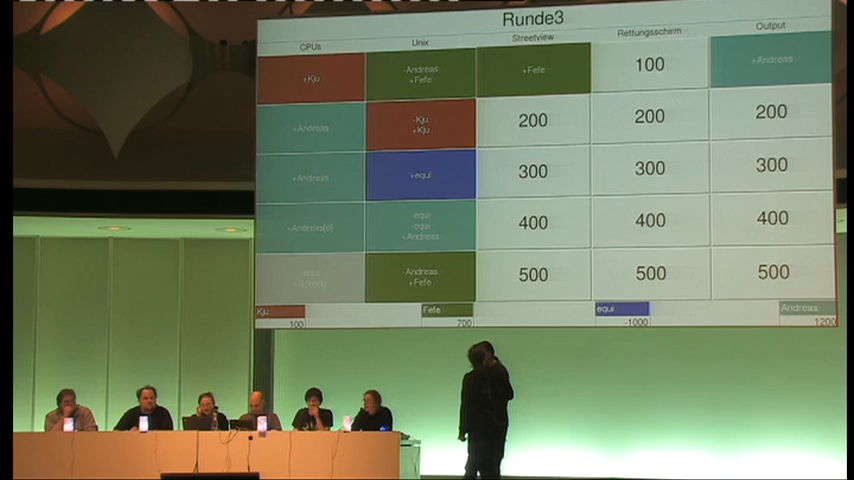 Runde3
CPUs Unix Streetview Rettungsschirm Output
+Kju
-Andreas
+Fefe
+Fefe
100
+Andreas
+Andreas
-Kju
+Kju
200 200 200
+Andreas
+equi
300 300 300
+Andreas(d)
-equi
-equi
+Andreas
400 400 400
-Andreas
+Fefe
500 500 500
Kju Fefe equi Andreas
100 700 -1000 1200